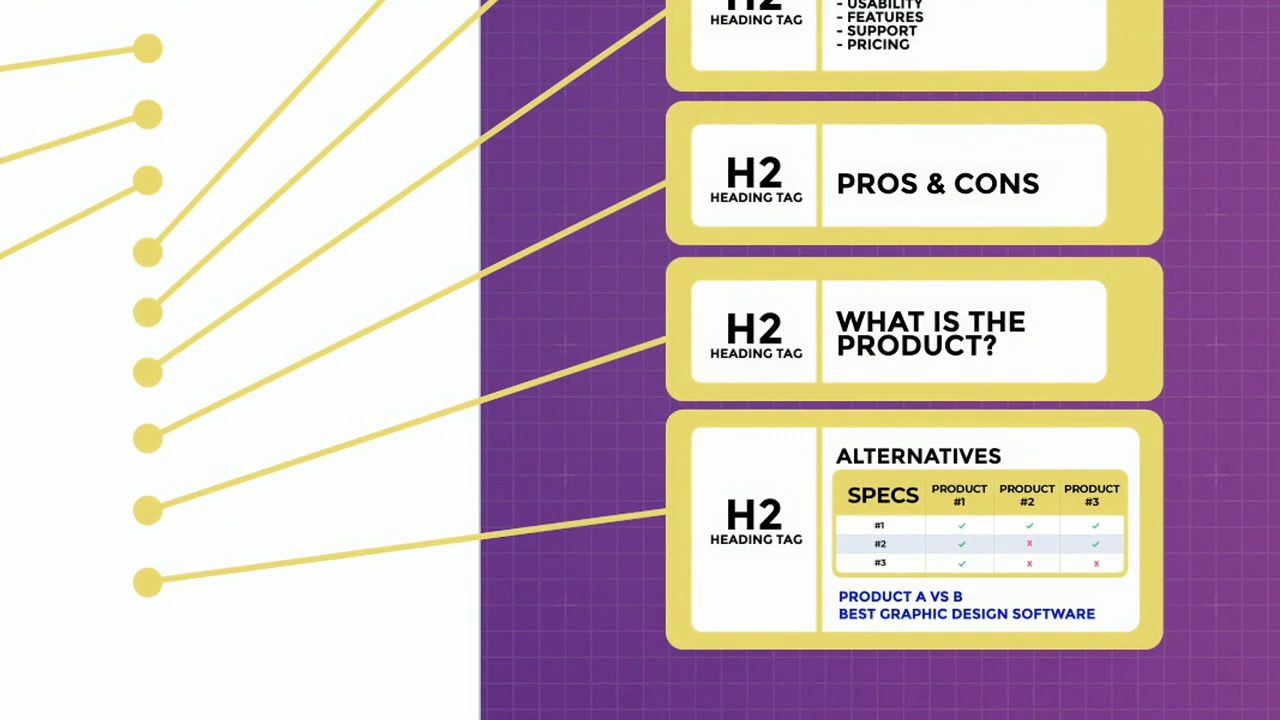 H2
HEADING TAG
- USABILITY
- FEATURES
- SUPPORT
- PRICING
H2
HEADING TAG
PROS & CONS
H2
HEADING TAG
WHAT IS THE
PRODUCT?
H2
HEADING TAG
ALTERNATIVES
SPECS PRODUCT #1 PRODUCT #2 PRODUCT #3
#1
#2 X
#3 X X
PRODUCT A VS B
BEST GRAPHIC DESIGN SOFTWARE